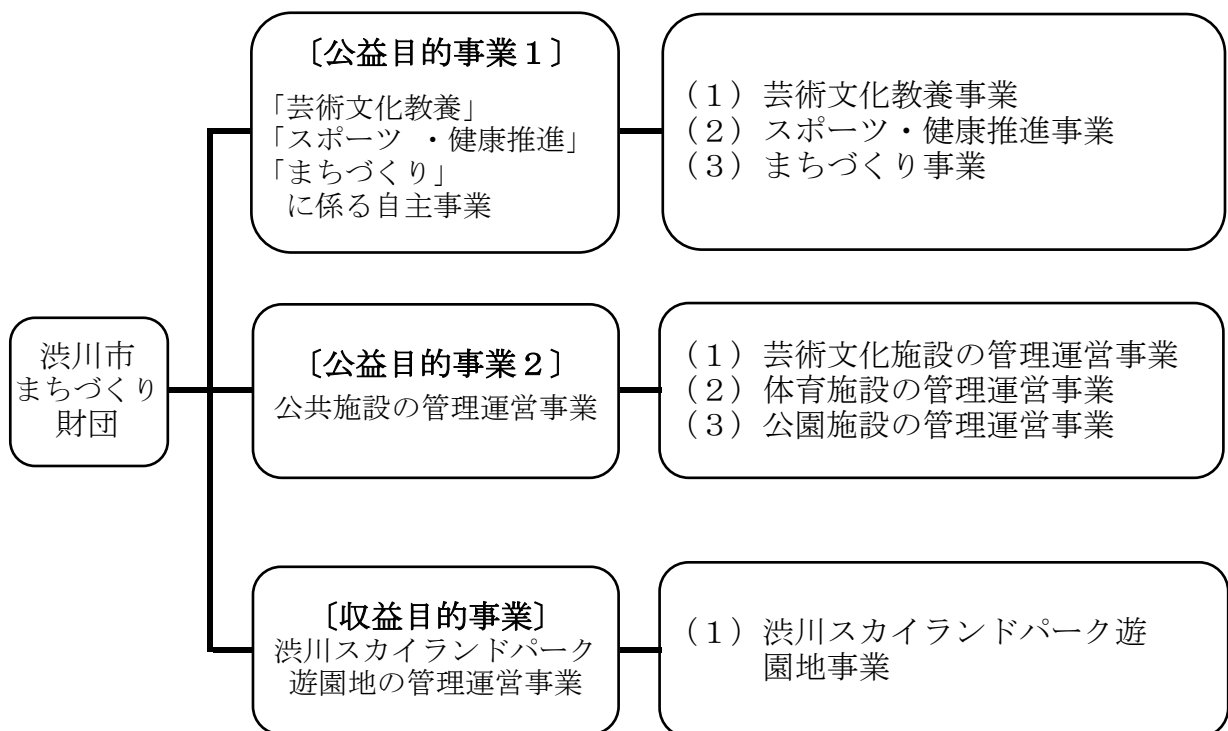 渋川市
まちづくり
財団
〔公益目的事業１〕
「芸術文化教養」
「スポーツ ・健康推進」
「まちづくり」
に係る自主事業
（１）芸術文化教養事業
（２）スポーツ・健康推進事業
（３）まちづくり事業
〔公益目的事業２〕
公共施設の管理運営事業
（１）芸術文化施設の管理運営事業
（２）体育施設の管理運営事業
（３）公園施設の管理運営事業
〔収益目的事業〕
渋川スカイランドパーク
遊園地の管理運営事業
（１）渋川スカイランドパーク遊
園地事業